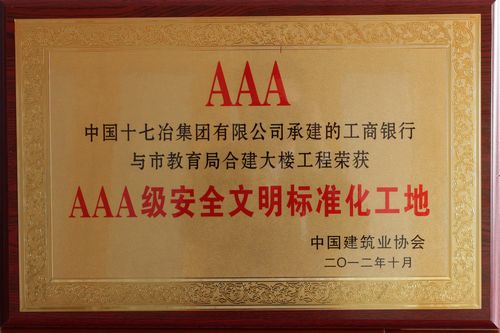 AAA
中国十七冶集团有限公司承建的工商银行
与市教育局合建大楼工程荣获
AAA级安全文明标准化工地
中国建筑业协会
二〇一二年十月